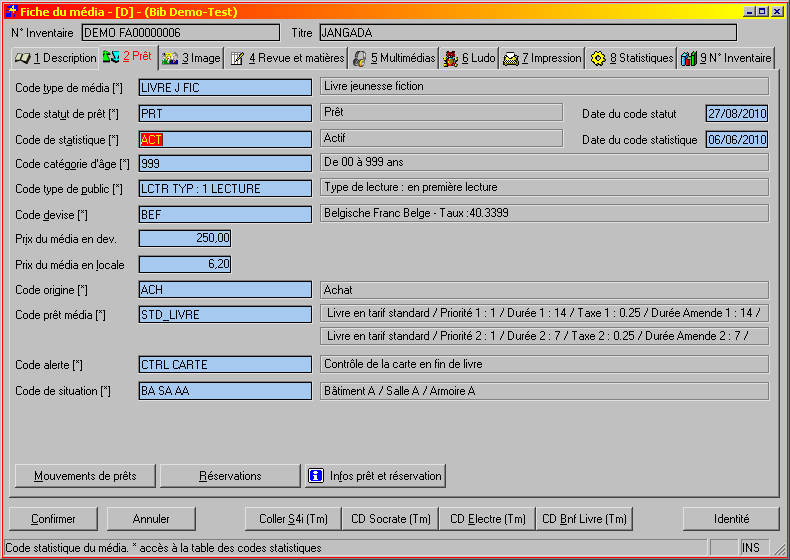 Fiche du média - [D] - (Bib Demo-Test)
N° Inventaire DEMO FA00000006 Titre JANGADA
1 Description 2 Prêt 3 Image 4 Revue et matières 5 Multimédias 6 Ludo 7 Impression 8 Statistiques 9 N° Inventaire
Code type de média [*] LIVRE J FIC Livre jeunesse fiction
Code statut de prêt [*] PRT Prêt Date du code statut 27/08/2010
Code de statistique [*] ACT Actif Date du code statistique 06/06/2010
Code catégorie d'âge [*] 999 De 00 à 999 ans
Code type de public [*] LCTR TYP : 1 LECTURE Type de lecture : en première lecture
Code devise [*] BEF Belgische Franc Belge - Taux :40.3399
Prix du média en dev. 250,00
Prix du média en locale 6,20
Code origine [*] ACH Achat
Code prêt média [*] STD_LIVRE Livre en tarif standard / Priorité 1 : 1 / Durée 1 : 14 / Taxe 1 : 0.25 / Durée Amende 1 : 14 /
Livre en tarif standard / Priorité 2 : 1 / Durée 2 : 7 / Taxe 2 : 0.25 / Durée Amende 2 : 7 /
Code alerte [*] CTRL CARTE Contrôle de la carte en fin de livre
Code de situation [*] BA SA AA Bâtiment A / Salle A / Armoire A
Mouvements de prêts Réservations Infos prêt et réservation
Confirmer Annuler Coller S4i (Tm) CD Socrate (Tm) CD Electre (Tm) CD Bnf Livre (Tm) Identité
Code statistique du média. * accès à la table des codes statistiques INS